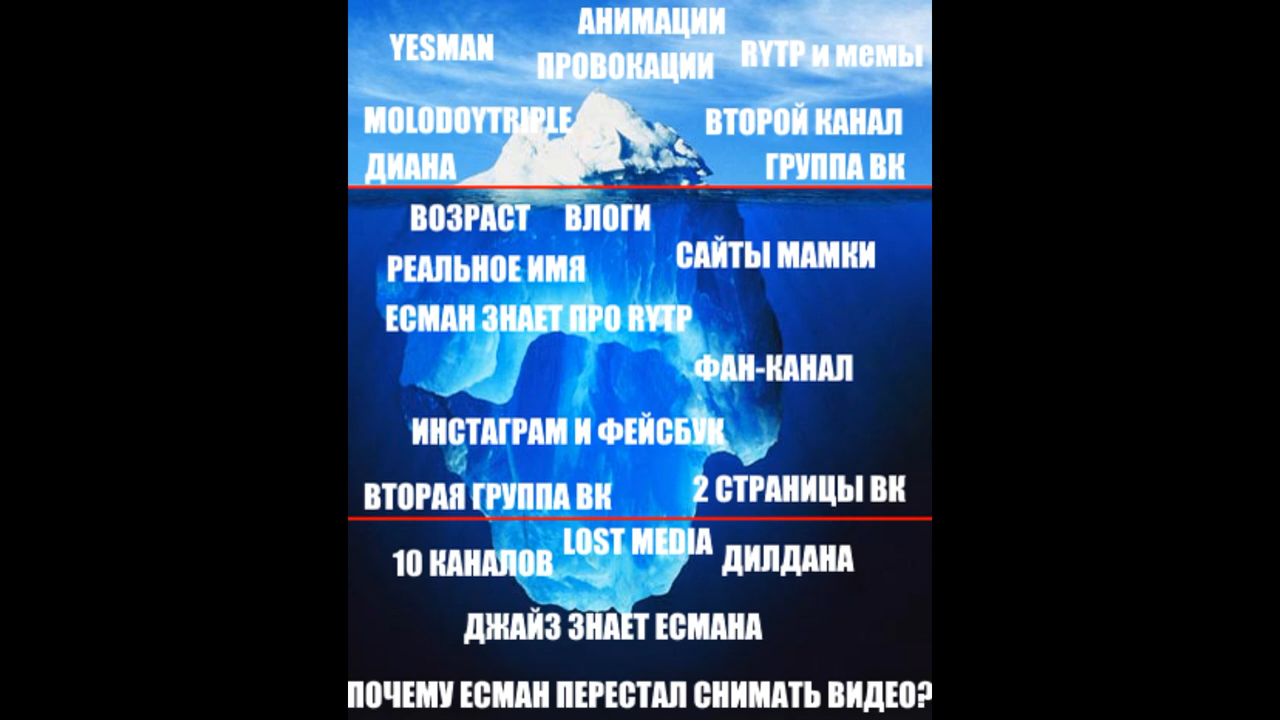 АНИМАЦИИ
YESMAN
ПРОВОКАЦИИ
RYTP и мемы
MOLODOYTRIPLE
ВТОРОЙ КАНАЛ
ДИАНА
ГРУППА ВК
ВОЗРАСТ
ВЛОГИ
САЙТЫ МАМКИ
РЕАЛЬНОЕ ИМЯ
ЕСМАН ЗНАЕТ ПРО RYTP
ФАН-КАНАЛ
ИНСТАГРАМ И ФЕЙСБУК
ВТОРАЯ ГРУППА ВК
2 СТРАНИЦЫ ВК
LOST MEDIA
10 КАНАЛОВ
ДИЛДАНА
ДЖАЙЗ ЗНАЕТ ЕСМАНА
ПОЧЕМУ ЕСМАН ПЕРЕСТАЛ СНИМАТЬ ВИДЕО?